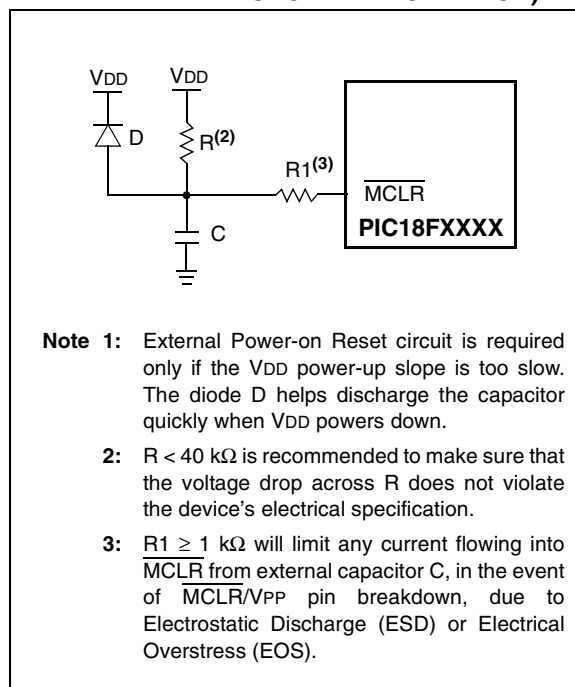 VDD VDD
D
R(2)
R1(3)
MCLR
C
PIC18FXXXX
Note 1: External Power-on Reset circuit is required
only if the VDD power-up slope is too slow.
The diode D helps discharge the capacitor
quickly when VDD powers down.
2: R < 40 kΩ is recommended to make sure that
the voltage drop across R does not violate
the device's electrical specification.
3: R1 ≥ 1 kΩ will limit any current flowing into
MCLR from external capacitor C, in the event
of MCLR/VPP pin breakdown, due to
Electrostatic Discharge (ESD) or Electrical
Overstress (EOS).